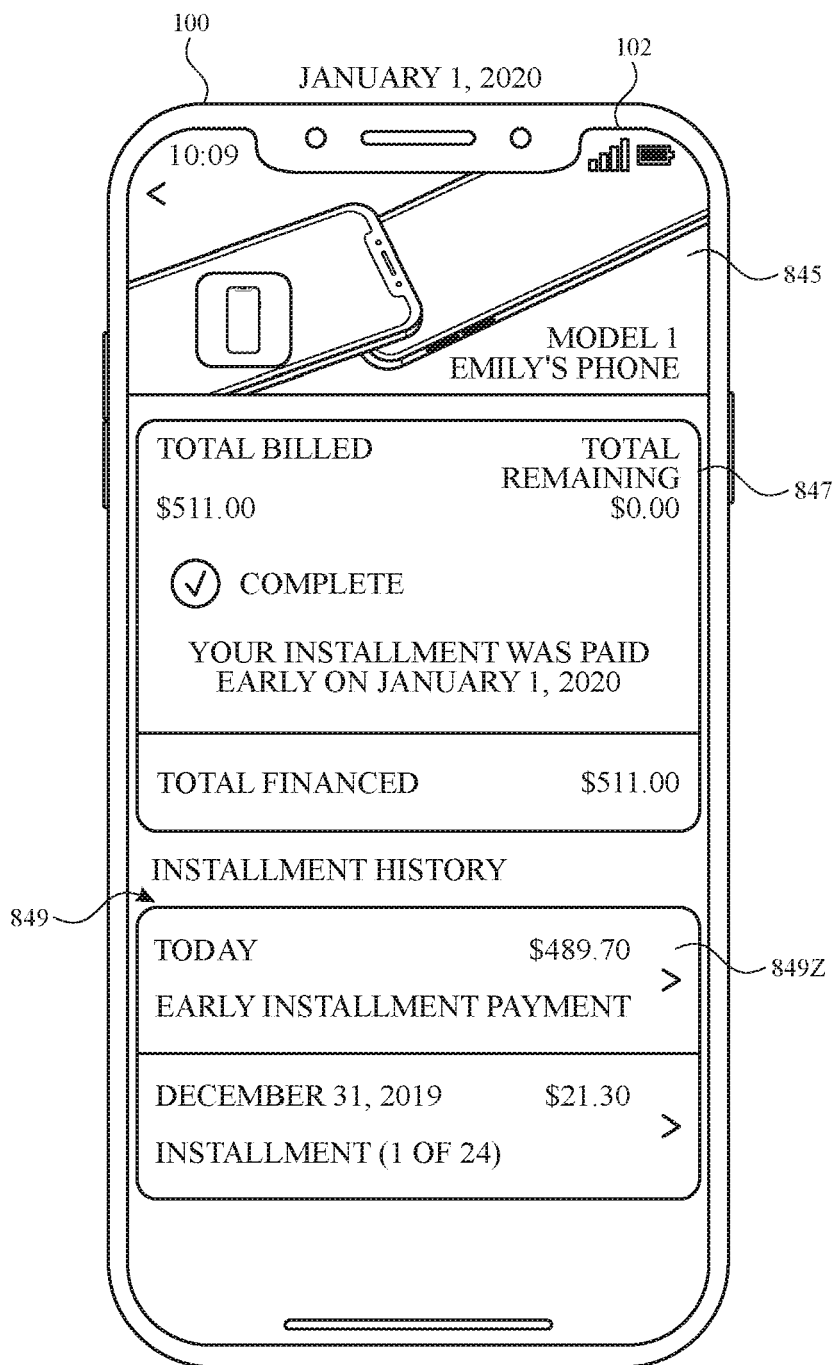 100
102
JANUARY 1, 2020
10:09
<
845
MODEL 1
EMILY'S PHONE
TOTAL BILLED
TOTAL
REMAINING
847
$511.00
$0.00
COMPLETE
YOUR INSTALLMENT WAS PAID
EARLY ON JANUARY 1, 2020
TOTAL FINANCED $511.00
INSTALLMENT HISTORY
849
TODAY $489.70
849Z
>
EARLY INSTALLMENT PAYMENT
DECEMBER 31, 2019 $21.30
>
INSTALLMENT (1 OF 24)